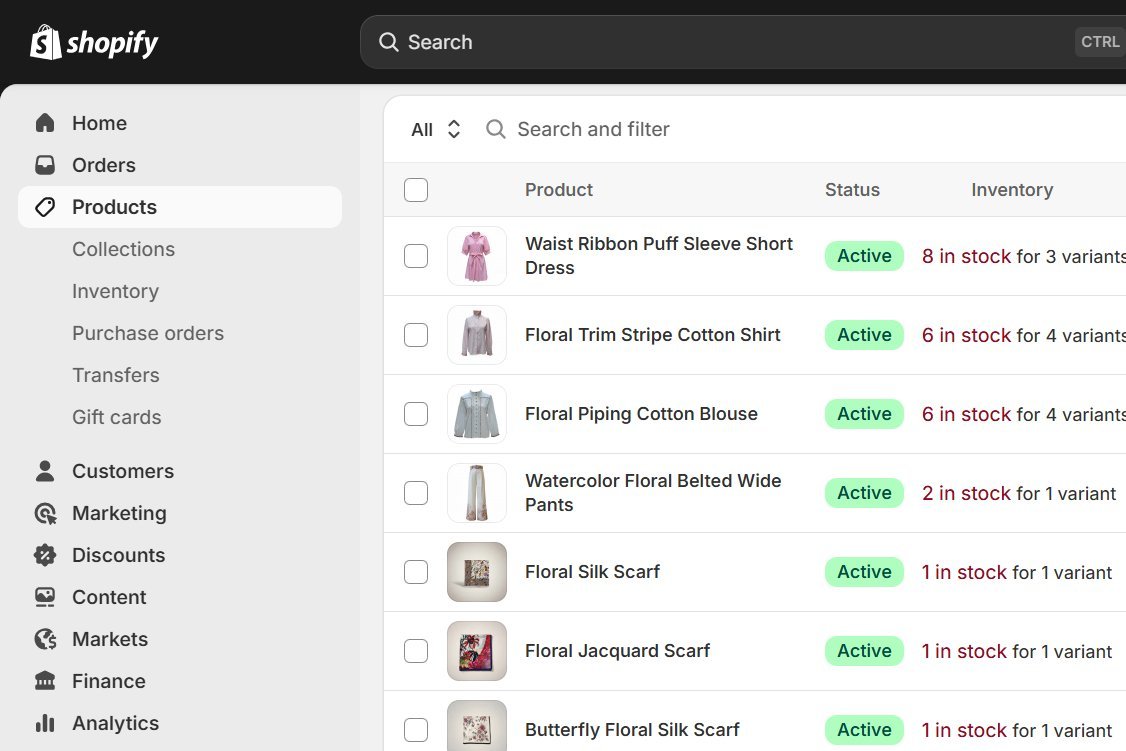 shopify
Search
CTRL
Home
Orders
Products
Collections
Inventory
Purchase orders
Transfers
Gift cards
Customers
Marketing
Discounts
Content
Markets
Finance
Analytics
All
Search and filter
Product Status Inventory
Waist Ribbon Puff Sleeve Short
Dress
Active 8 in stock for 3 variants
Floral Trim Stripe Cotton Shirt Active 6 in stock for 4 variants
Floral Piping Cotton Blouse Active 6 in stock for 4 variants
Watercolor Floral Belted Wide
Pants
Active 2 in stock for 1 variant
Floral Silk Scarf Active 1 in stock for 1 variant
Floral Jacquard Scarf Active 1 in stock for 1 variant
Butterfly Floral Silk Scarf Active 1 in stock for 1 variant